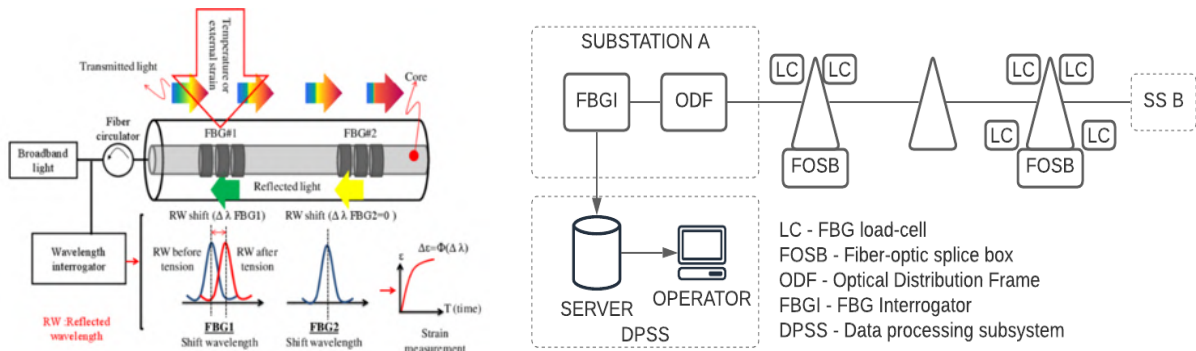 Temperature or
external strain
Transmitted light
Core
Fiber
circulator
FBG#1
FBG#2
Broadband
light
Reflected light
RW shift (Δ λ FBG1)
RW shift (Δ λ FBG2=0 )
Wavelength
interrogator
RW before
tension
RW after
tension
ε
Δε=Φ(Δ λ)
T (time)
RW :Reflected
wavelength
FBG1
Shift wavelength
FBG2
Shift wavelength
Strain
measurement
SUBSTATION A
FBGI
ODF
LC
LC
FOSB
LC
LC
LC
LC
FOSB
SS B
SERVER
OPERATOR
DPSS
LC - FBG load-cell
FOSB - Fiber-optic splice box
ODF - Optical Distribution Frame
FBGI - FBG Interrogator
DPSS - Data processing subsystem